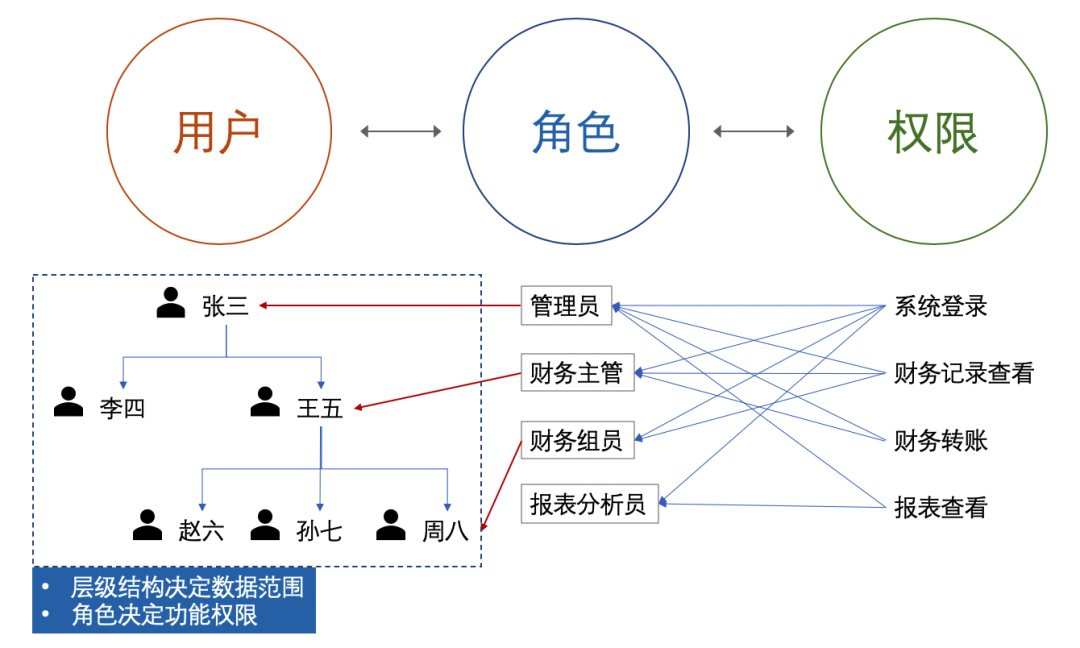 用户
角色
权限
张三
李四
王五
赵六
孙七
周八
管理员
财务主管
财务组员
报表分析员
系统登录
财务记录查看
财务转账
报表查看
• 层级结构决定数据范围
• 角色决定功能权限